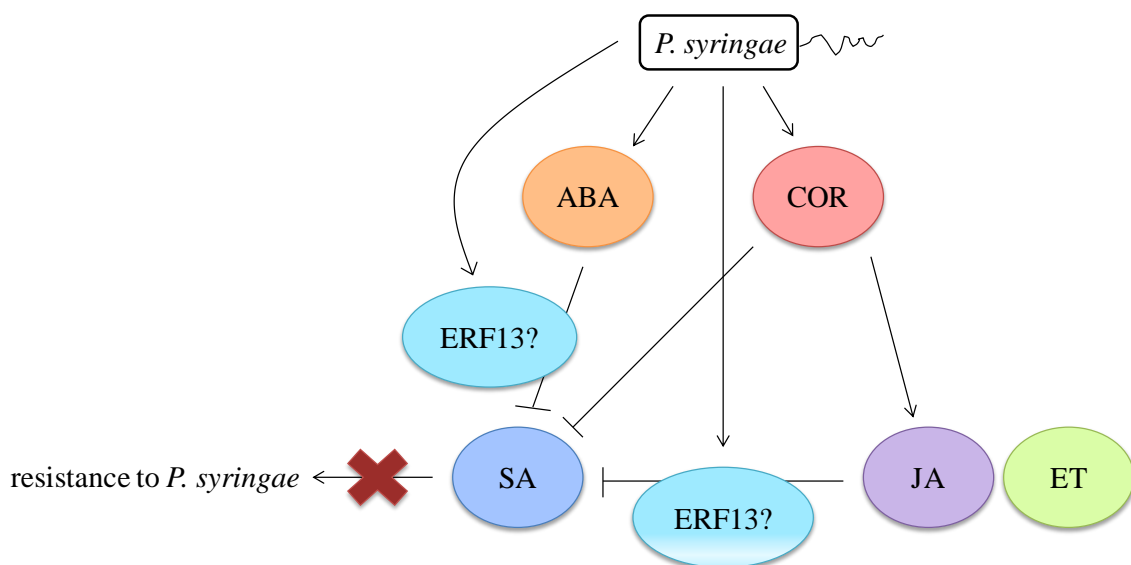 P. syringae
ABA
COR
ERF13?
resistance to P. syringae
SA
JA
ET
ERF13?